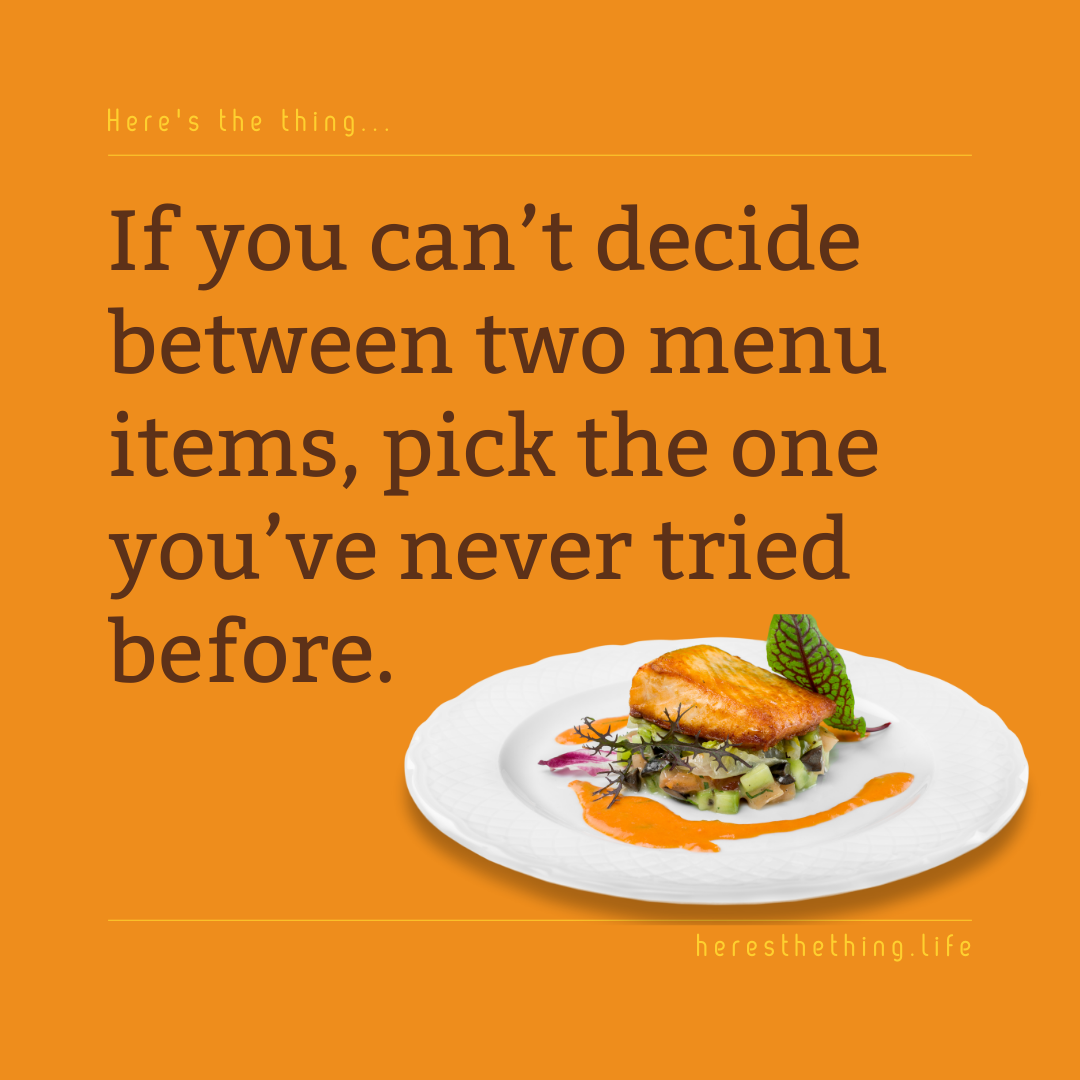 Here's the thing...
If you can’t decide
between two menu
items, pick the one
you’ve never tried
before.
heresthething.life